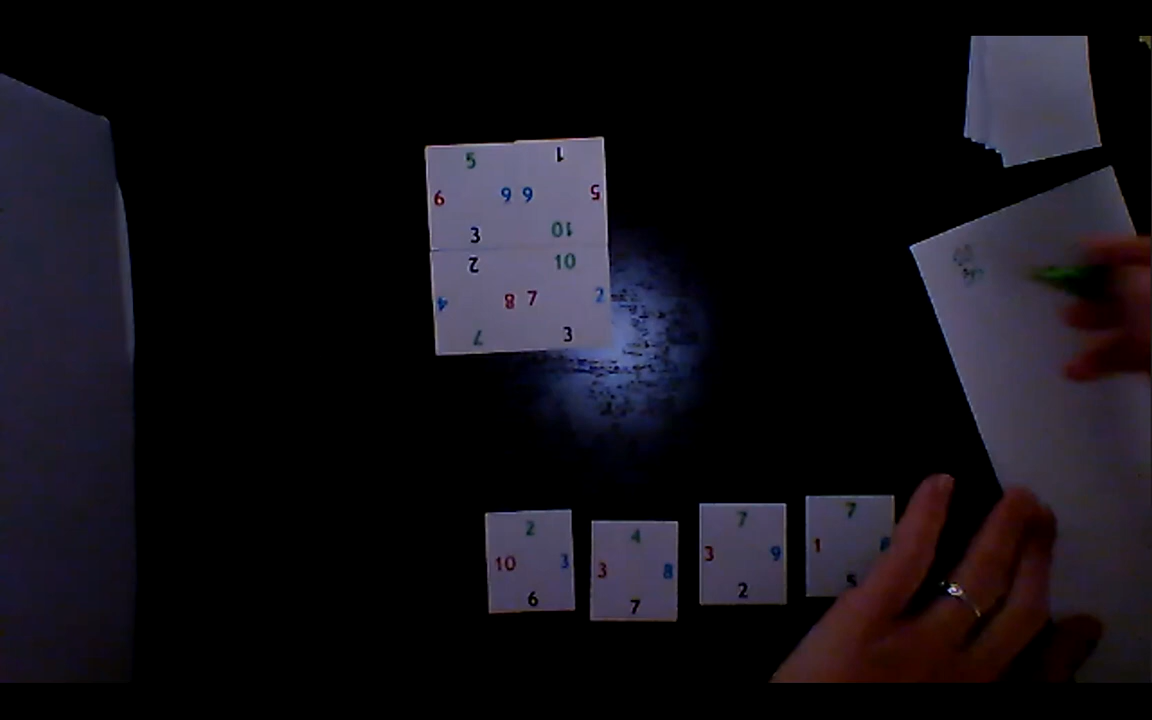 5 1
6 9 9 5
3 10
2 10
4 8 7 2
7 3
2 4 7 7
10 3 3 8 3 9 1
6 7 2 5